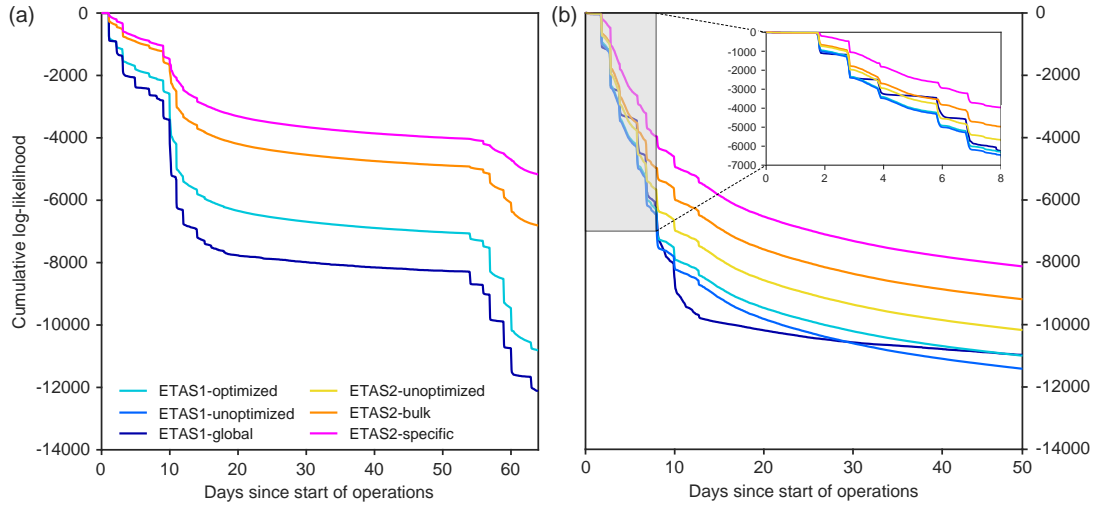 (a)
(b)
0
-2000
-4000
-6000
-8000
-10000
-12000
-14000
Cumulative log-likelihood
ETAS1-optimized
ETAS1-unoptimized
ETAS1-global
ETAS2-unoptimized
ETAS2-bulk
ETAS2-specific
0 10 20 30 40 50 60
Days since start of operations
0
-1000
-2000
-3000
-4000
-5000
-6000
-7000
0 2 4 6 8
0
-2000
-4000
-6000
-8000
-10000
-12000
-14000
0 10 20 30 40 50
Days since start of operations